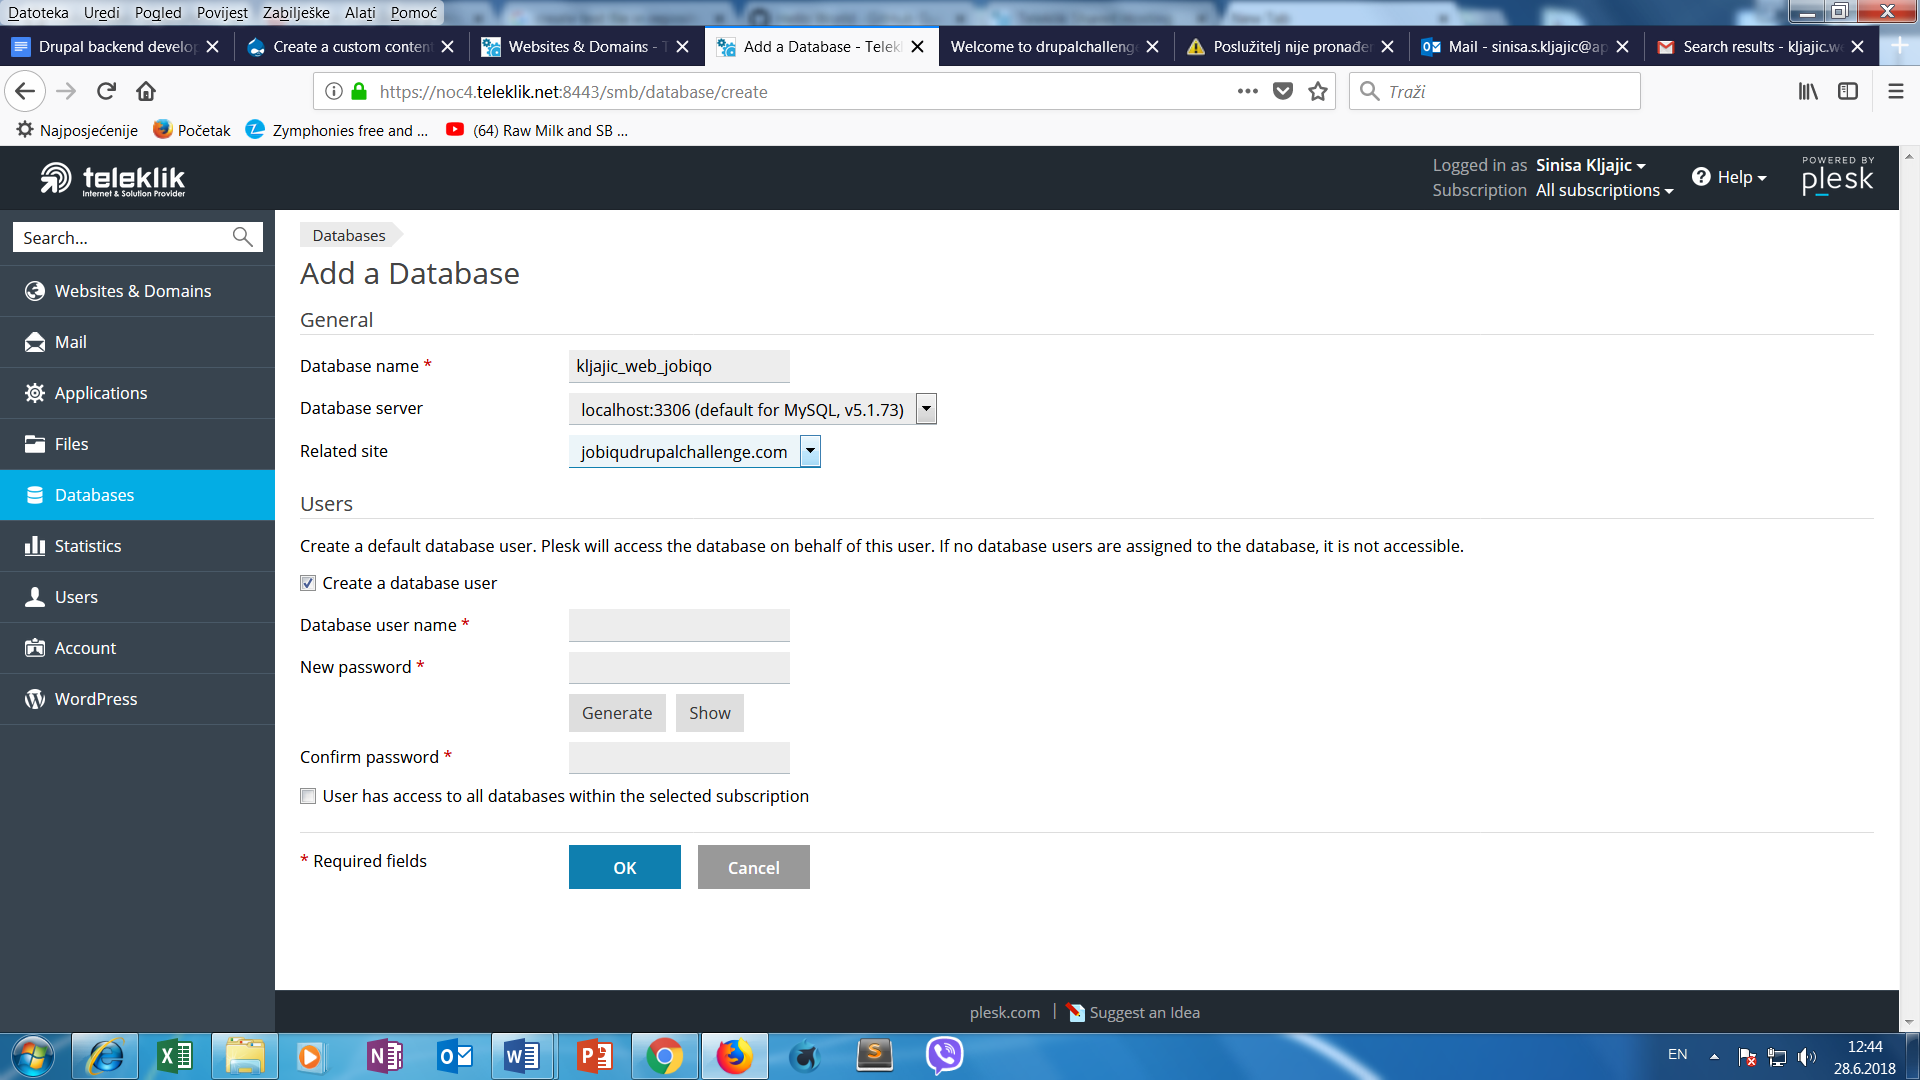 Datoteka Uredi Pogled Povijest Zabilješke Alati Pomoć
Drupal backend develop Create a custom content Websites & Domains - T Add a Database - Telekl Welcome to drupalchalleng Poslužitelj nije pronađen Mail - sinisa.s.kljajic@ap Search results - kljajic.we
https://noc4.teleklik.net:8443/smb/database/create Traži
Najposjećenije Početak Zymphonies free and ... (64) Raw Milk and SB ...
teleklik
Internet & Solution Provider
Logged in as Sinisa Kljajic
Subscription All subscriptions
Help
POWERED BY
plesk
Search...
Websites & Domains
Mail
Applications
Files
Databases
Statistics
Users
Account
WordPress
Databases
Add a Database
General
Database name * kljajic_web_jobiqo
Database server localhost:3306 (default for MySQL, v5.1.73)
Related site jobiqudrupalchallenge.com
Users
Create a default database user. Plesk will access the database on behalf of this user. If no database users are assigned to the database, it is not accessible.
Create a database user
Database user name *
New password *
Generate Show
Confirm password *
User has access to all databases within the selected subscription
* Required fields OK Cancel
plesk.com | Suggest an Idea
EN 12:44
28.6.2018